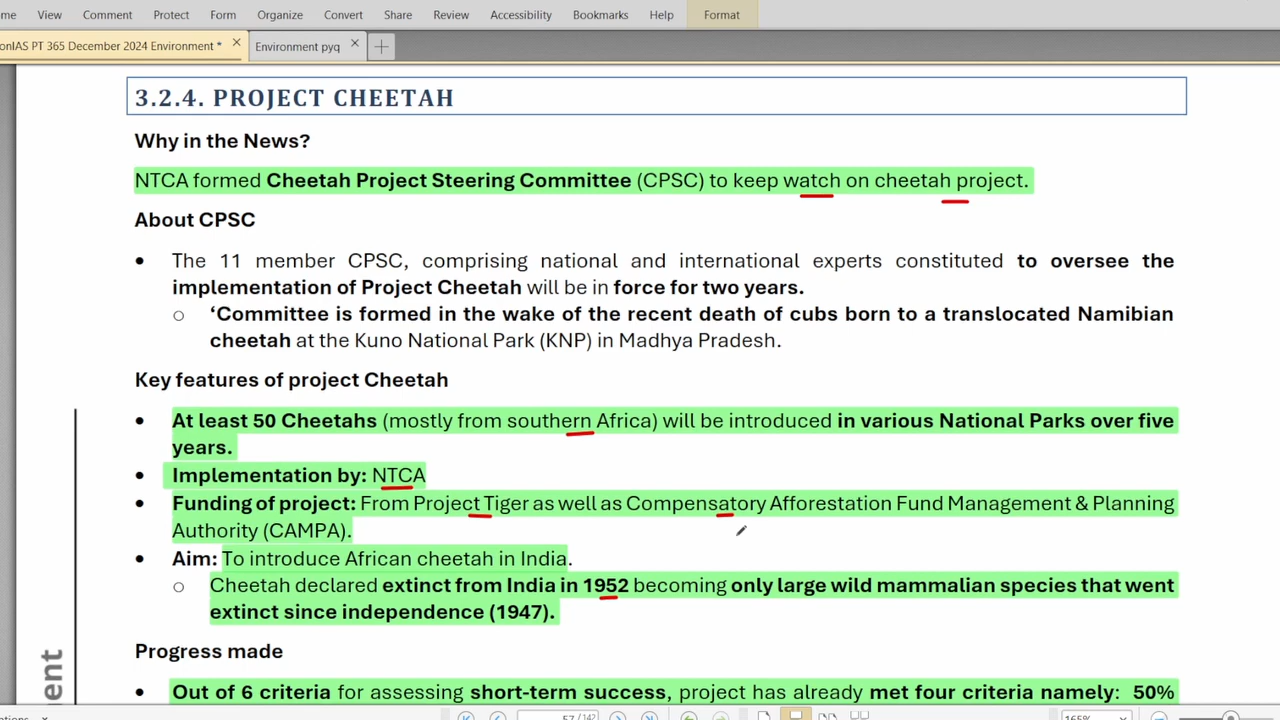 me View Comment Protect Form Organize Convert Share Review Accessibility Bookmarks Help Format
onIAS PT 365 December 2024 Environment * Environment pyq
3.2.4. PROJECT CHEETAH
Why in the News?
NTCA formed Cheetah Project Steering Committee (CPSC) to keep watch on cheetah project.
About CPSC
• The 11 member CPSC, comprising national and international experts constituted to oversee the
implementation of Project Cheetah will be in force for two years.
○ ‘Committee is formed in the wake of the recent death of cubs born to a translocated Namibian
cheetah at the Kuno National Park (KNP) in Madhya Pradesh.
Key features of project Cheetah
• At least 50 Cheetahs (mostly from southern Africa) will be introduced in various National Parks over five
years.
• Implementation by: NTCA
• Funding of project: From Project Tiger as well as Compensatory Afforestation Fund Management & Planning
Authority (CAMPA).
• Aim: To introduce African cheetah in India.
○ Cheetah declared extinct from India in 1952 becoming only large wild mammalian species that went
extinct since independence (1947).
ent
Progress made
• Out of 6 criteria for assessing short-term success, project has already met four criteria namely: 50%
57 / 142 165%